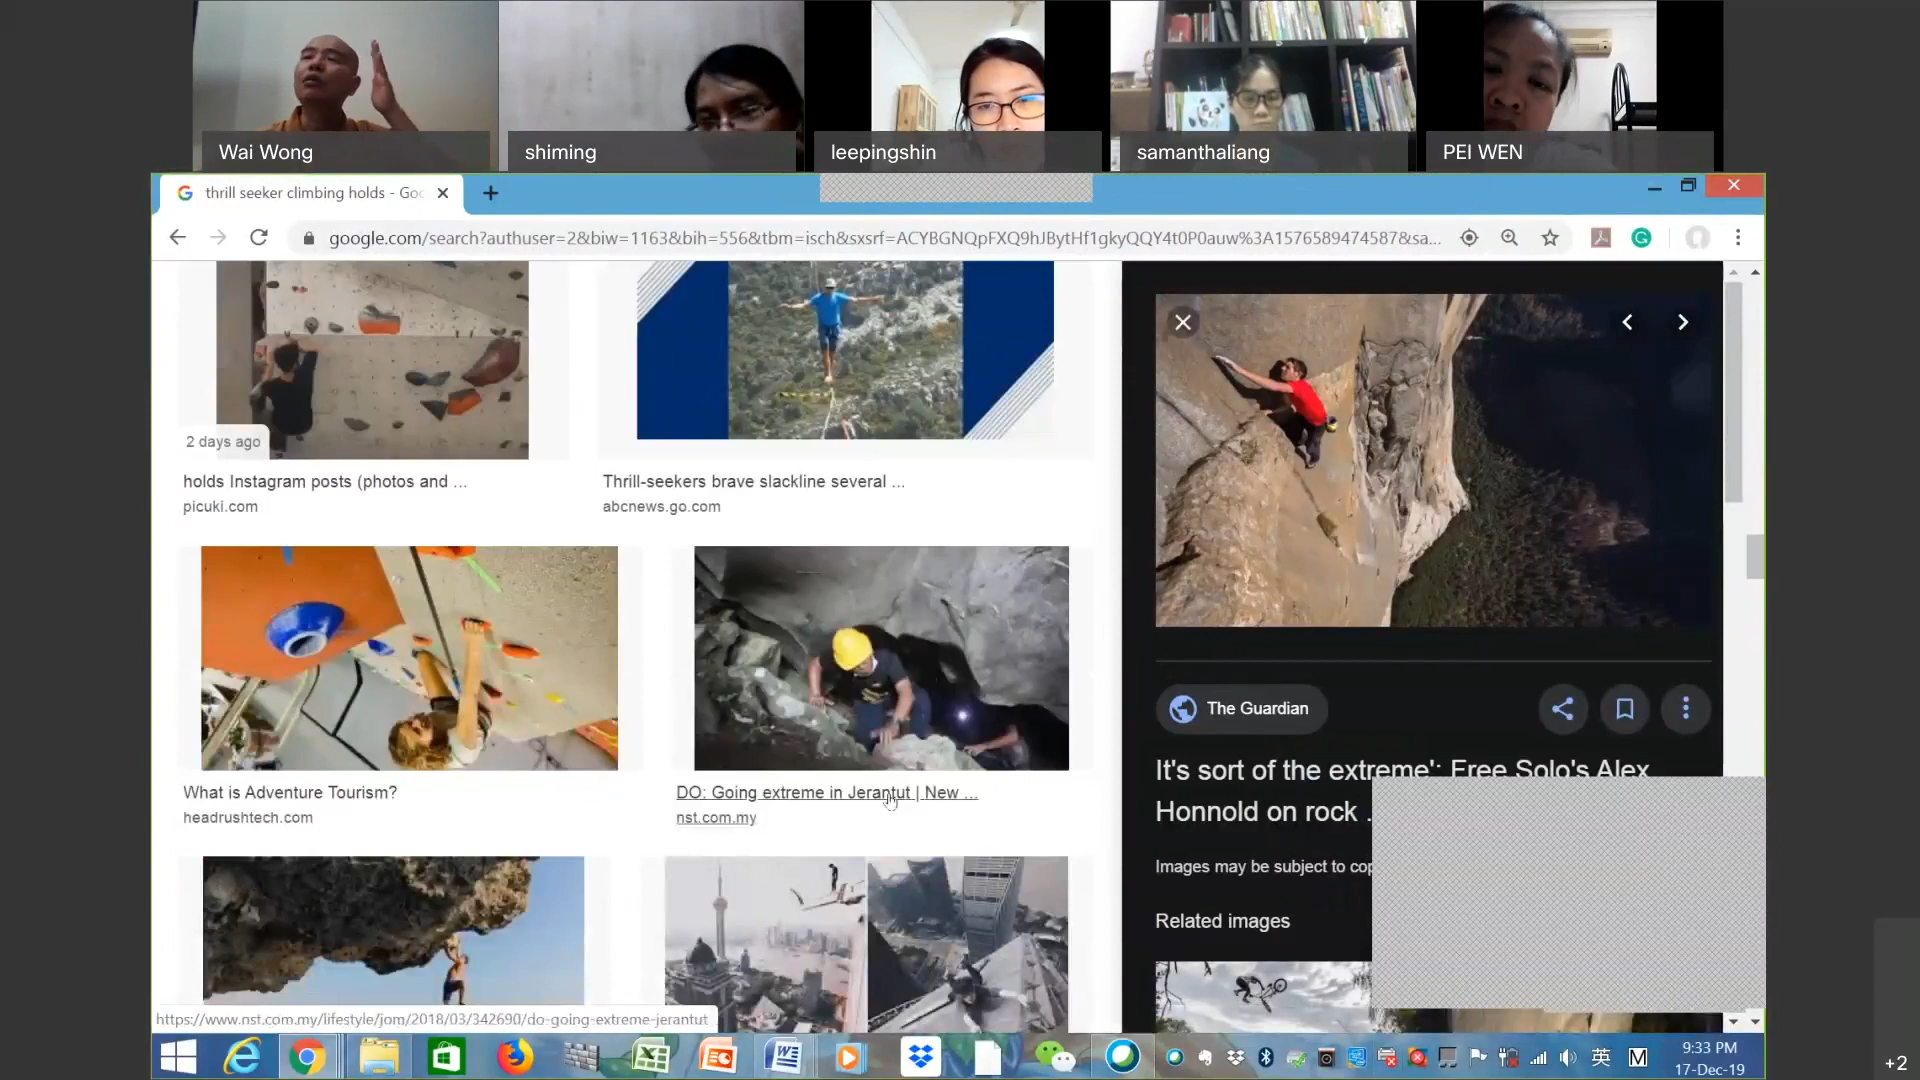 Wai Wong
shiming
leepingshin
samanthaliang
PEI WEN
thrill seeker climbing holds - Goo
google.com/search?authuser=2&biw=1163&bih=556&tbm=isch&sxsrf=ACYBGNQpFXQ9hJBytHf1gkyQQY4t0P0auw%3A1576589474587&sa...
2 days ago
holds Instagram posts (photos and ...
picuki.com
Thrill-seekers brave slackline several ...
abcnews.go.com
What is Adventure Tourism?
headrushtech.com
DO: Going extreme in Jerantut | New ...
nst.com.my
The Guardian
It's sort of the extreme': Free Solo's Alex
Honnold on rock .
Images may be subject to cop
Related images
https://www.nst.com.my/lifestyle/jom/2018/03/342690/do-going-extreme-jerantut
英
M
9:33 PM
17-Dec-19
+2